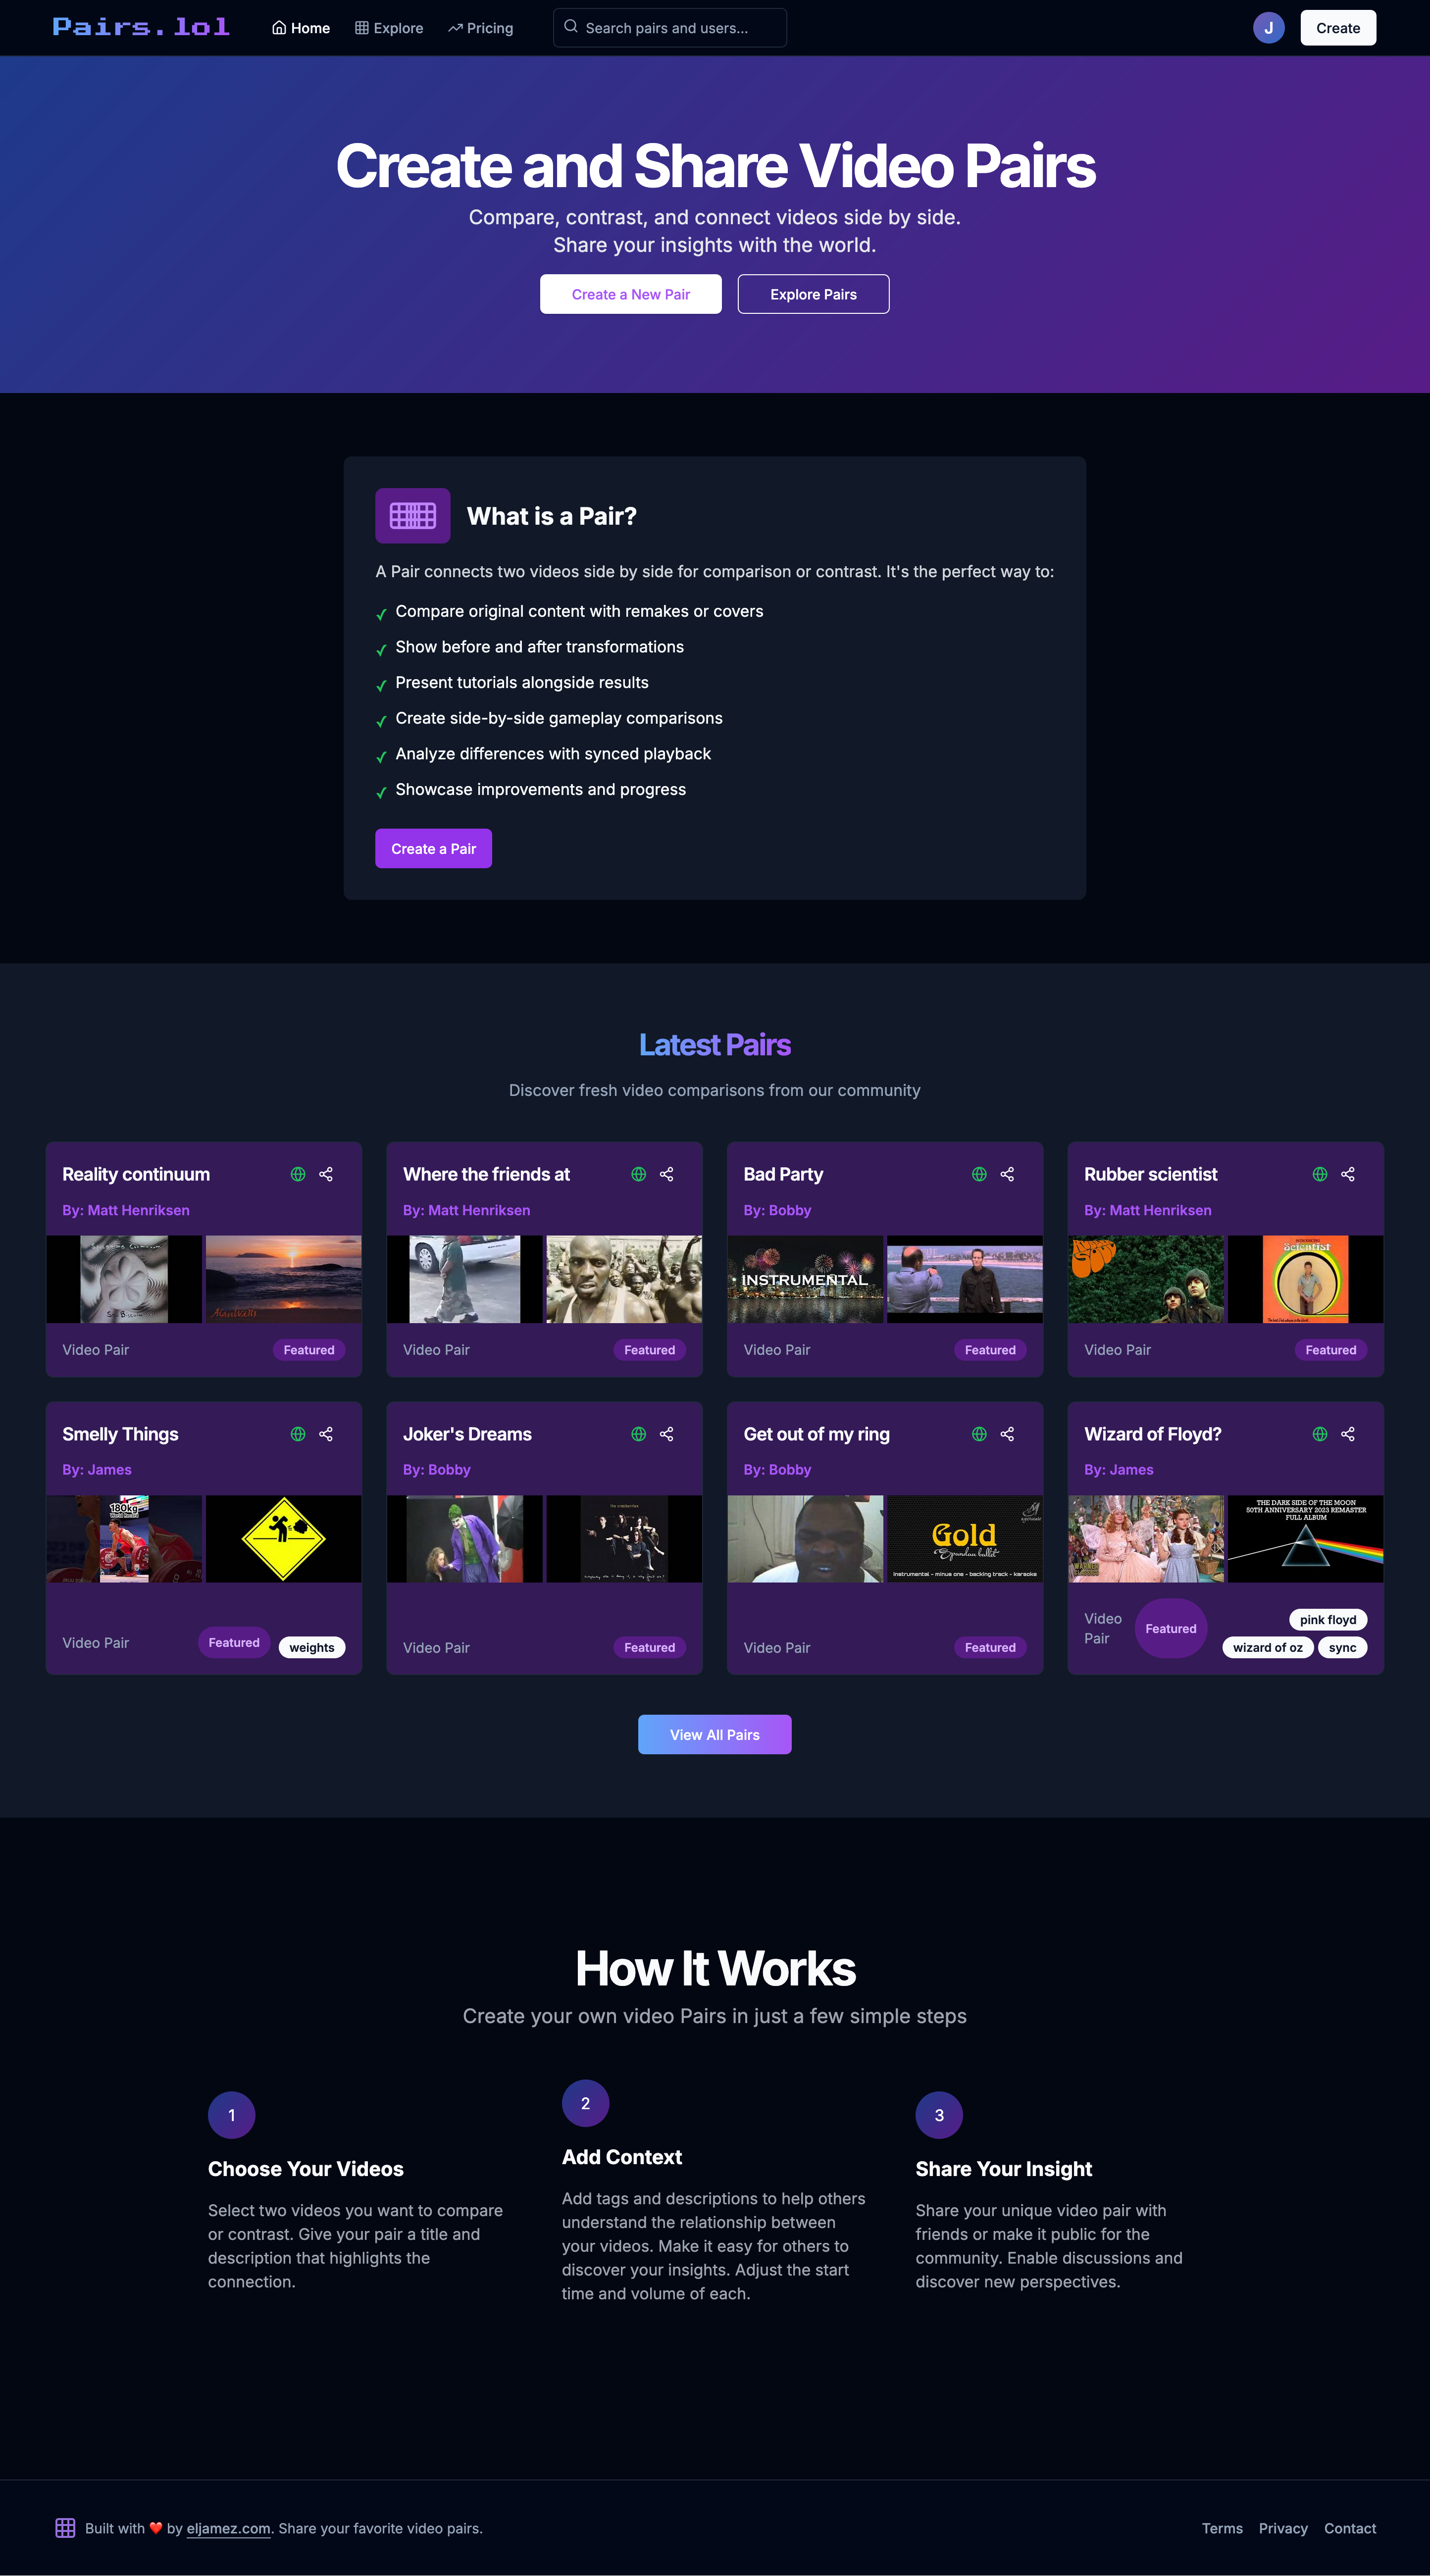 Pairs.lol
Home
Explore
Pricing
Search pairs and users...
J
Create
Create and Share Video Pairs
Compare, contrast, and connect videos side by side.
Share your insights with the world.
Create a New Pair
Explore Pairs
What is a Pair?
A Pair connects two videos side by side for comparison or contrast. It's the perfect way to:
Compare original content with remakes or covers
Show before and after transformations
Present tutorials alongside results
Create side-by-side gameplay comparisons
Analyze differences with synced playback
Showcase improvements and progress
Create a Pair
Latest Pairs
Discover fresh video comparisons from our community
Reality continuum
By: Matt Henriksen
Video Pair
Featured
Where the friends at
By: Matt Henriksen
Video Pair
Featured
Bad Party
By: Bobby
INSTRUMENTAL
Video Pair
Featured
Rubber scientist
By: Matt Henriksen
Scientist
Video Pair
Featured
Smelly Things
By: James
180kg
Video Pair
Featured
weights
Joker's Dreams
By: Bobby
the cranberries
Video Pair
Featured
Get out of my ring
By: Bobby
Gold
Spandau ballet
instrumental - minus one - backing track - karaoke
Video Pair
Featured
Wizard of Floyd?
By: James
THE DARK SIDE OF THE MOON
50TH ANNIVERSARY 2023 REMASTER
FULL ALBUM
Video
Pair
Featured
pink floyd
wizard of oz
sync
View All Pairs
How It Works
Create your own video Pairs in just a few simple steps
1
Choose Your Videos
Select two videos you want to compare
or contrast. Give your pair a title and
description that highlights the
connection.
2
Add Context
Add tags and descriptions to help others
understand the relationship between
your videos. Make it easy for others to
discover your insights. Adjust the start
time and volume of each.
3
Share Your Insight
Share your unique video pair with
friends or make it public for the
community. Enable discussions and
discover new perspectives.
Built with ❤️ by eljamez.com. Share your favorite video pairs.
Terms
Privacy
Contact